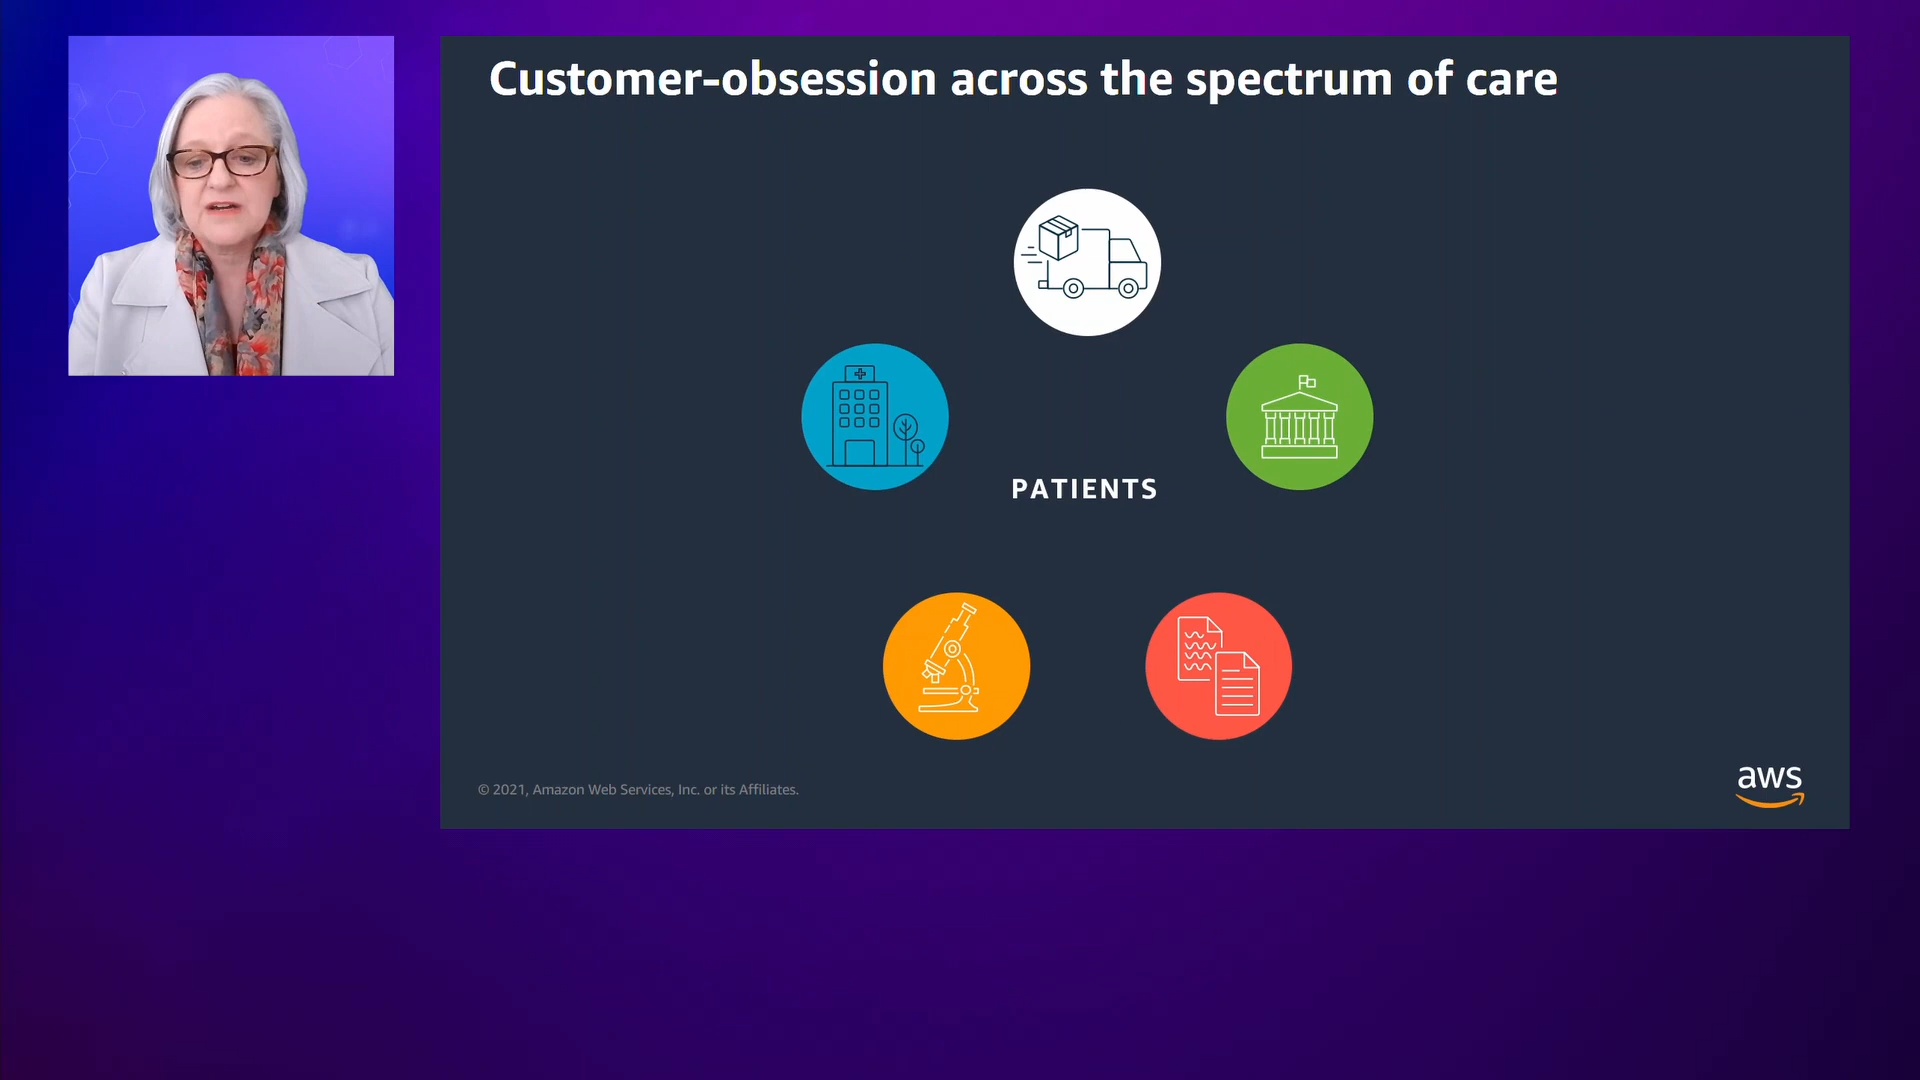 Customer-obsession across the spectrum of care
PATIENTS
© 2021, Amazon Web Services, Inc. or its Affiliates.
aws